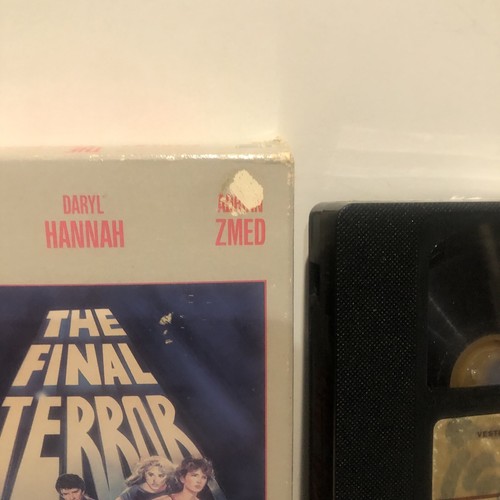 DARYL
HANNAH
ZMED
THE
FINAL
TERROR